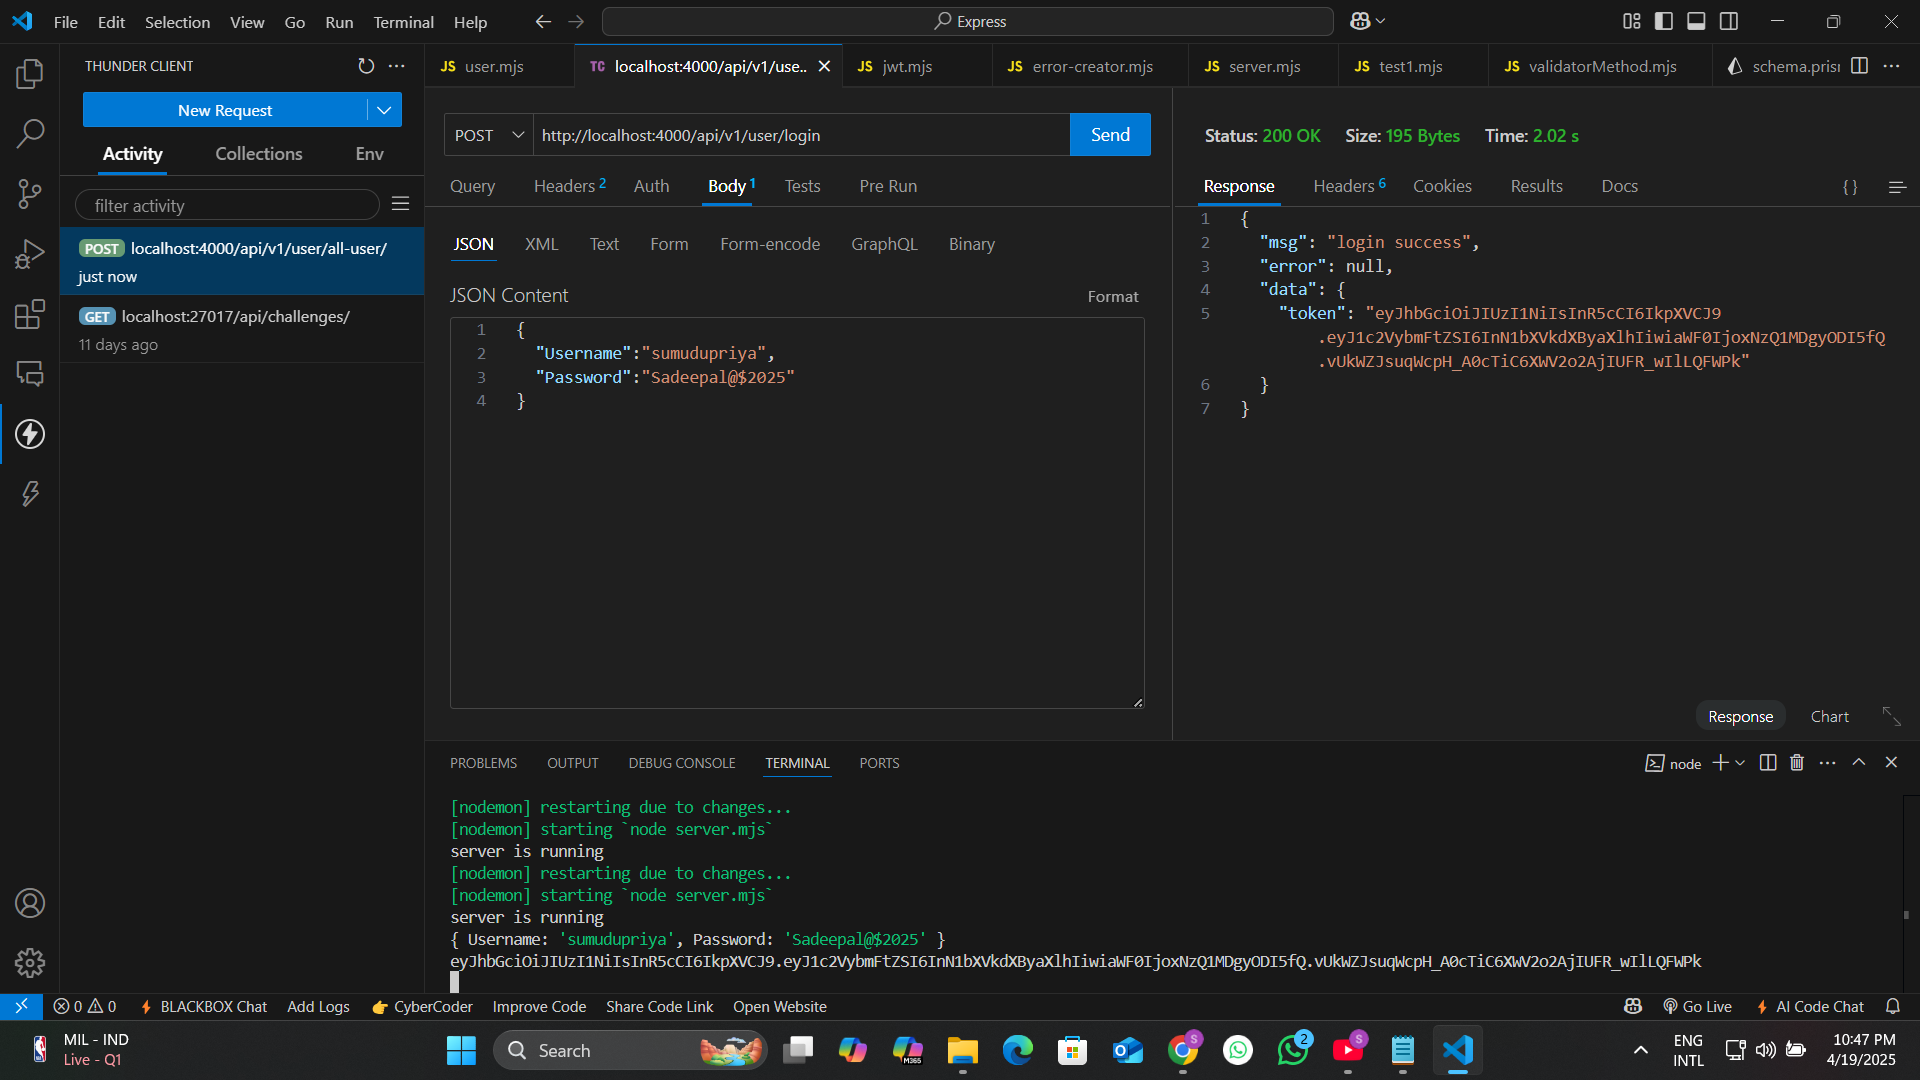 File Edit Selection View Go Run Terminal Help
Express
THUNDER CLIENT
New Request
Activity Collections Env
filter activity
POST localhost:4000/api/v1/user/all-user/
just now
GET localhost:27017/api/challenges/
11 days ago
JS user.mjs
TC localhost:4000/api/v1/use..
JS jwt.mjs
JS error-creator.mjs
JS server.mjs
JS test1.mjs
JS validatorMethod.mjs
schema.prisr
POST http://localhost:4000/api/v1/user/login Send
Query Headers 2 Auth Body 1 Tests Pre Run
JSON XML Text Form Form-encode GraphQL Binary
JSON Content Format
1 {
2 "Username":"sumudupriya",
3 "Password":"Sadeepal@$2025"
4 }
Status: 200 OK Size: 195 Bytes Time: 2.02 s
Response Headers 6 Cookies Results Docs { }
1 {
2 "msg": "login success",
3 "error": null,
4 "data": {
5 "token": "eyJhbGciOiJIUzI1NiIsInR5cCI6IkpXVCJ9
.eyJ1c2VybmFtZSI6InN1bXVkdXByaXlhIiwiaWF0IjoxNzQ1MDgyODI5fQ
.vUkWZJsuqWcpH_A0cTiC6XWV2o2AjIUFR_wIlLQFWPk"
6 }
7 }
Response Chart
PROBLEMS OUTPUT DEBUG CONSOLE TERMINAL PORTS
node
[nodemon] restarting due to changes...
[nodemon] starting `node server.mjs`
server is running
[nodemon] restarting due to changes...
[nodemon] starting `node server.mjs`
server is running
{ Username: 'sumudupriya', Password: 'Sadeepal@$2025' }
eyJhbGciOiJIUzI1NiIsInR5cCI6IkpXVCJ9.eyJ1c2VybmFtZSI6InN1bXVkdXByaXlhIiwiaWF0IjoxNzQ1MDgyODI5fQ.vUkWZJsuqWcpH_A0cTiC6XWV2o2AjIUFR_wIlLQFWPk
0 0 BLACKBOX Chat Add Logs CyberCoder Improve Code Share Code Link Open Website Go Live AI Code Chat
MIL - IND
Live - Q1
Search
M365
S
2
S
ENG
INTL
10:47 PM
4/19/2025